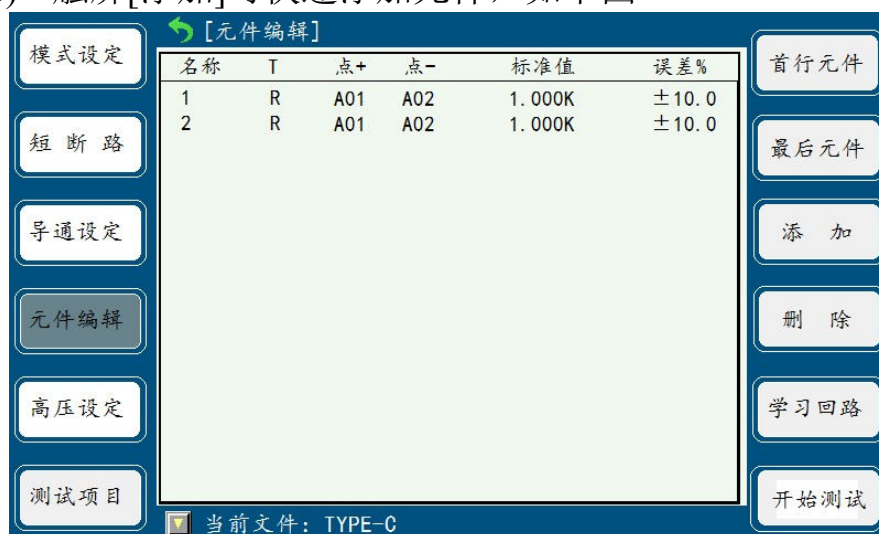 [元件编辑]
模式设定
短 断 路
导通设定
元件编辑
高压设定
测试项目
名称 T 点+ 点- 标准值 误差%
1 R A01 A02 1.000K ±10.0
2 R A01 A02 1.000K ±10.0
当前文件: TYPE-C
首行元件
最后元件
添 加
删 除
学习回路
开始测试